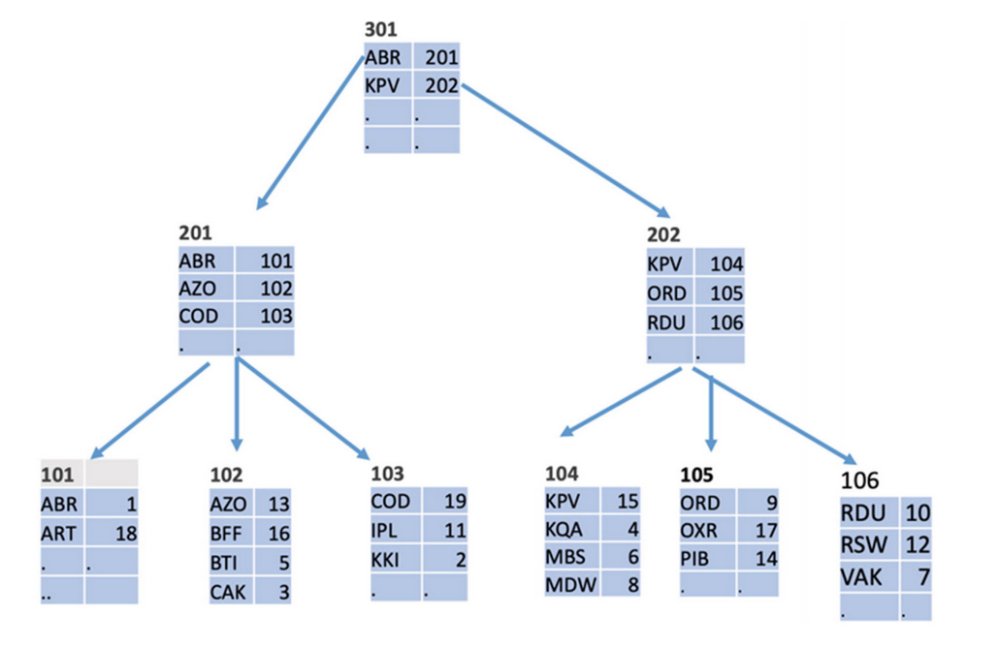 301
ABR 201
KPV 202
. .
. .
201
ABR 101
AZO 102
COD 103
. .
202
KPV 104
ORD 105
RDU 106
. .
101
ABR 1
ART 18
. .
..
102
AZO 13
BFF 16
BTI 5
CAK 3
103
COD 19
IPL 11
KKI 2
. .
104
KPV 15
KQA 4
MBS 6
MDW 8
105
ORD 9
OXR 17
PIB 14
. .
106
RDU 10
RSW 12
VAK 7
. .